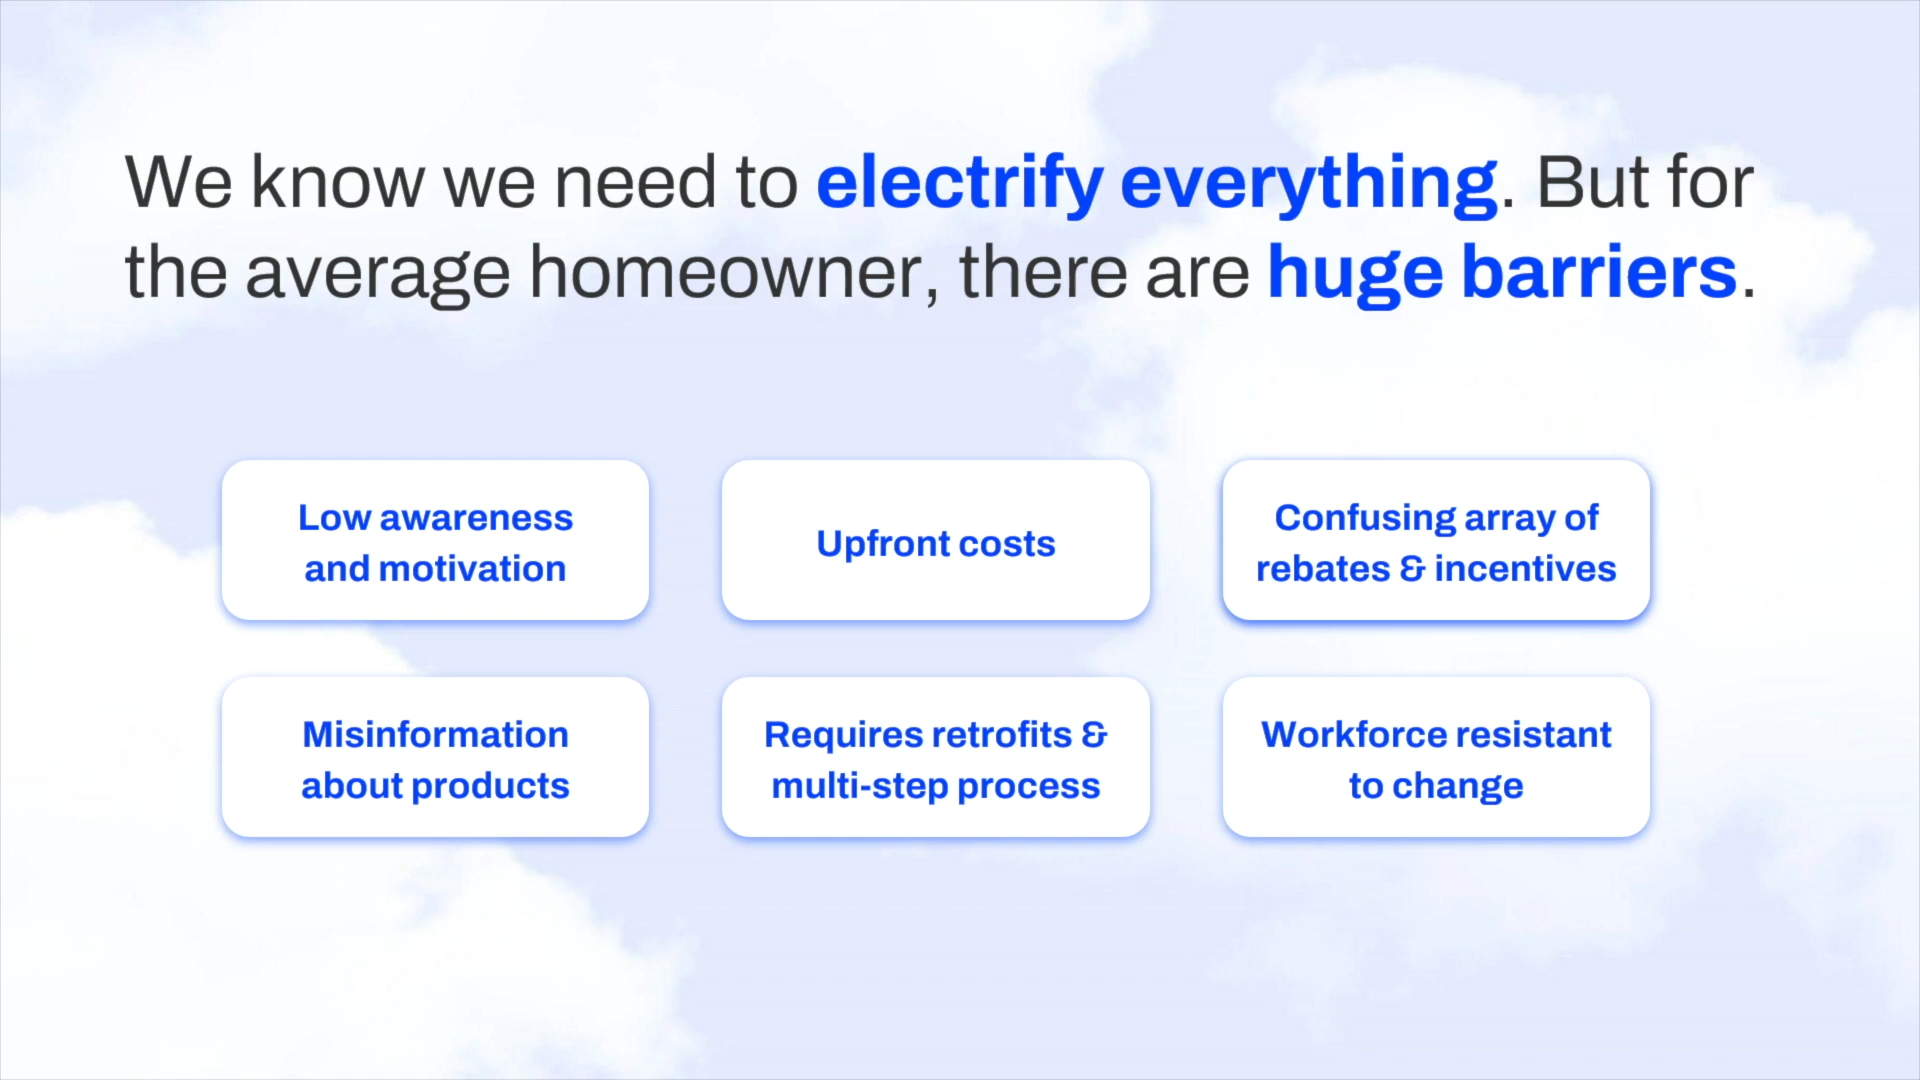 We know we need to electrify everything. But for
the average homeowner, there are huge barriers.
Low awareness
and motivation
Upfront costs
Confusing array of
rebates & incentives
Misinformation
about products
Requires retrofits &
multi-step process
Workforce resistant
to change